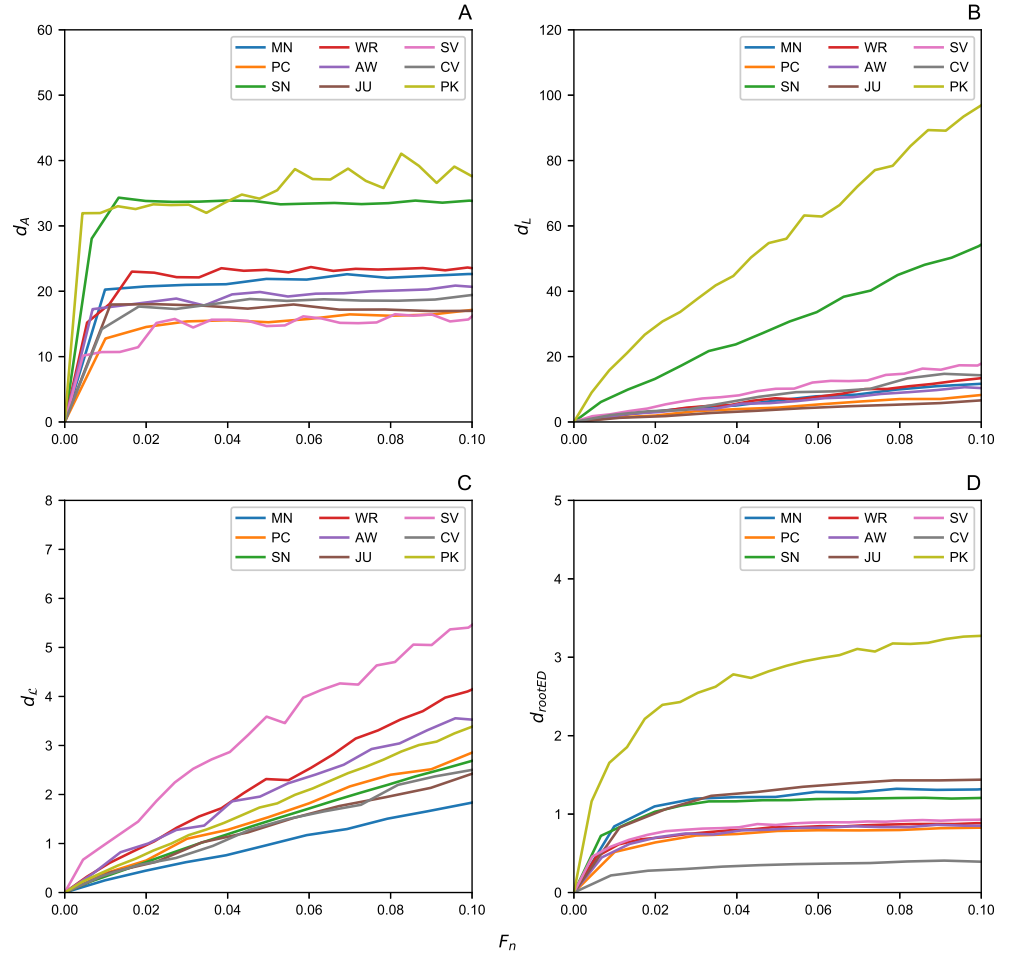 A
60
50
40
30
20
10
0
d_A
MN WR SV
PC AW CV
SN JU PK
0.00 0.02 0.04 0.06 0.08 0.10
B
120
100
80
60
40
20
0
d_L
MN WR SV
PC AW CV
SN JU PK
0.00 0.02 0.04 0.06 0.08 0.10
C
8
7
6
5
4
3
2
1
0
d_ℒ
MN WR SV
PC AW CV
SN JU PK
0.00 0.02 0.04 0.06 0.08 0.10
D
5
4
3
2
1
0
d_rootED
MN WR SV
PC AW CV
SN JU PK
0.00 0.02 0.04 0.06 0.08 0.10
F_n